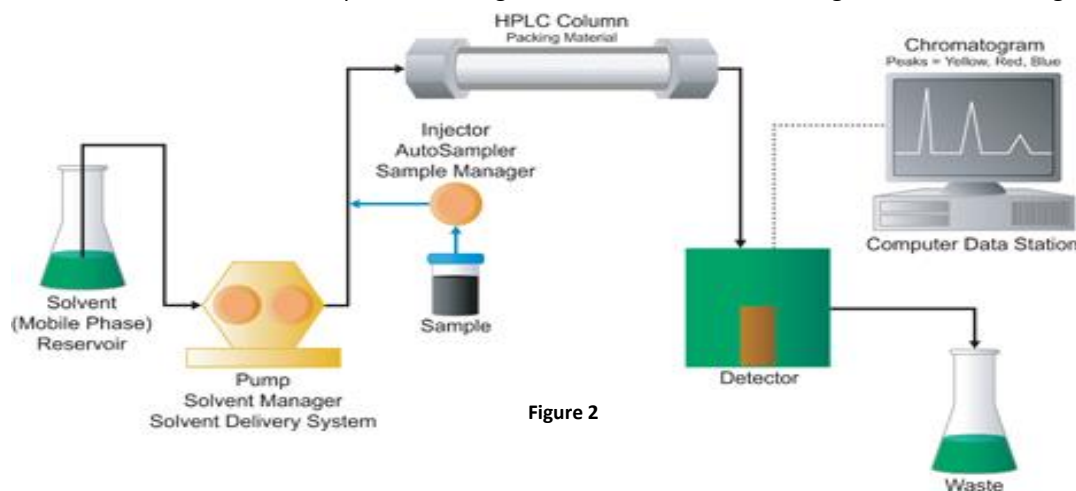 HPLC Column
Packing Material
Chromatogram
Peaks = Yellow, Red, Blue
Injector
AutoSampler
Sample Manager
Solvent
(Mobile Phase)
Reservoir
Sample
Computer Data Station
Pump
Solvent Manager
Solvent Delivery System
Detector
Figure 2
Waste